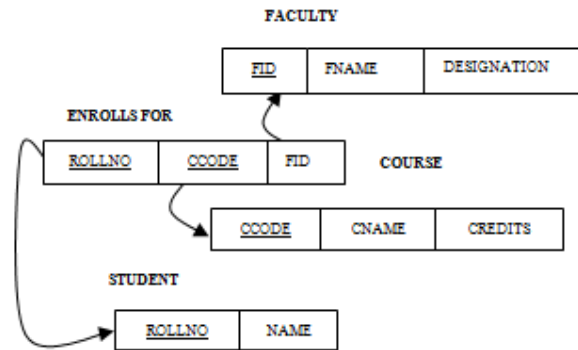 FACULTY
FID FNAME DESIGNATION
ENROLLS FOR
ROLLNO CCODE FID
COURSE
CCODE CNAME CREDITS
STUDENT
ROLLNO NAME